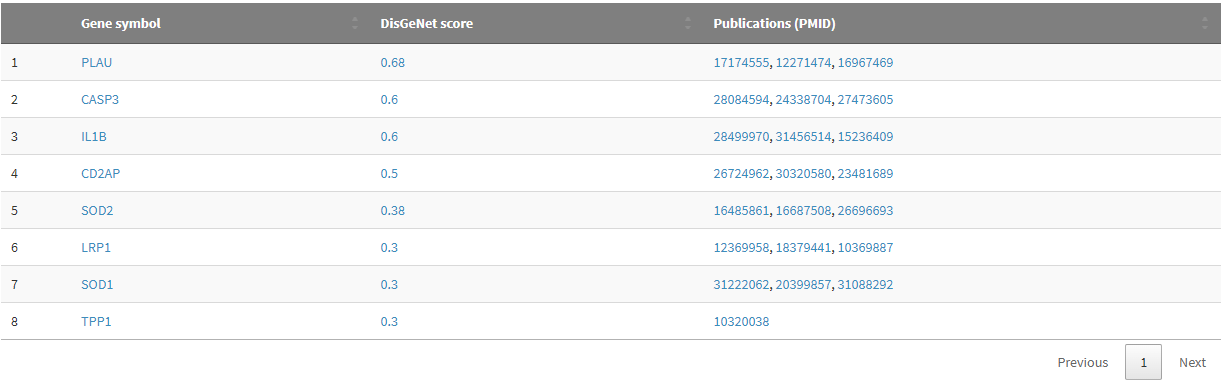 Gene symbol DisGeNet score Publications (PMID)
1 PLAU 0.68 17174555, 12271474, 16967469
2 CASP3 0.6 28084594, 24338704, 27473605
3 IL1B 0.6 28499970, 31456514, 15236409
4 CD2AP 0.5 26724962, 30320580, 23481689
5 SOD2 0.38 16485861, 16687508, 26696693
6 LRP1 0.3 12369958, 18379441, 10369887
7 SOD1 0.3 31222062, 20399857, 31088292
8 TPP1 0.3 10320038
Previous 1 Next